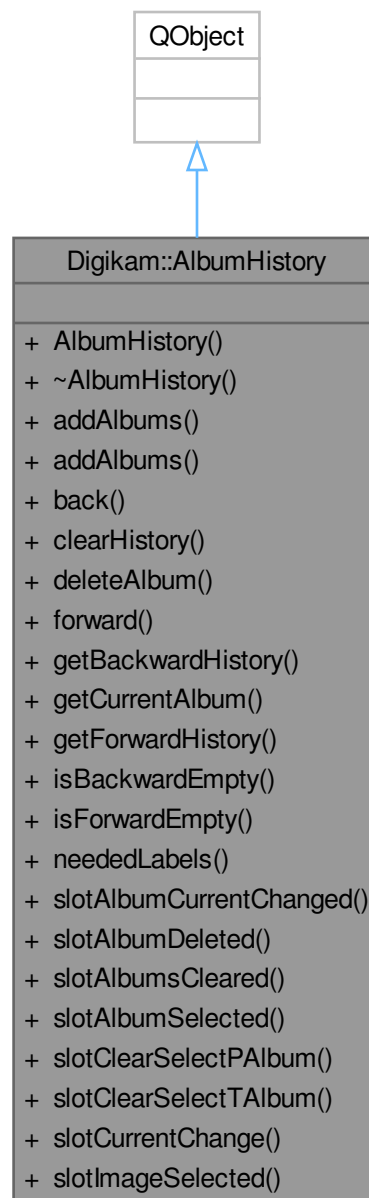 QObject
Digikam::AlbumHistory
+ AlbumHistory()
+ ~AlbumHistory()
+ addAlbums()
+ addAlbums()
+ back()
+ clearHistory()
+ deleteAlbum()
+ forward()
+ getBackwardHistory()
+ getCurrentAlbum()
+ getForwardHistory()
+ isBackwardEmpty()
+ isForwardEmpty()
+ neededLabels()
+ slotAlbumCurrentChanged()
+ slotAlbumDeleted()
+ slotAlbumsCleared()
+ slotAlbumSelected()
+ slotClearSelectPAlbum()
+ slotClearSelectTAlbum()
+ slotCurrentChange()
+ slotImageSelected()